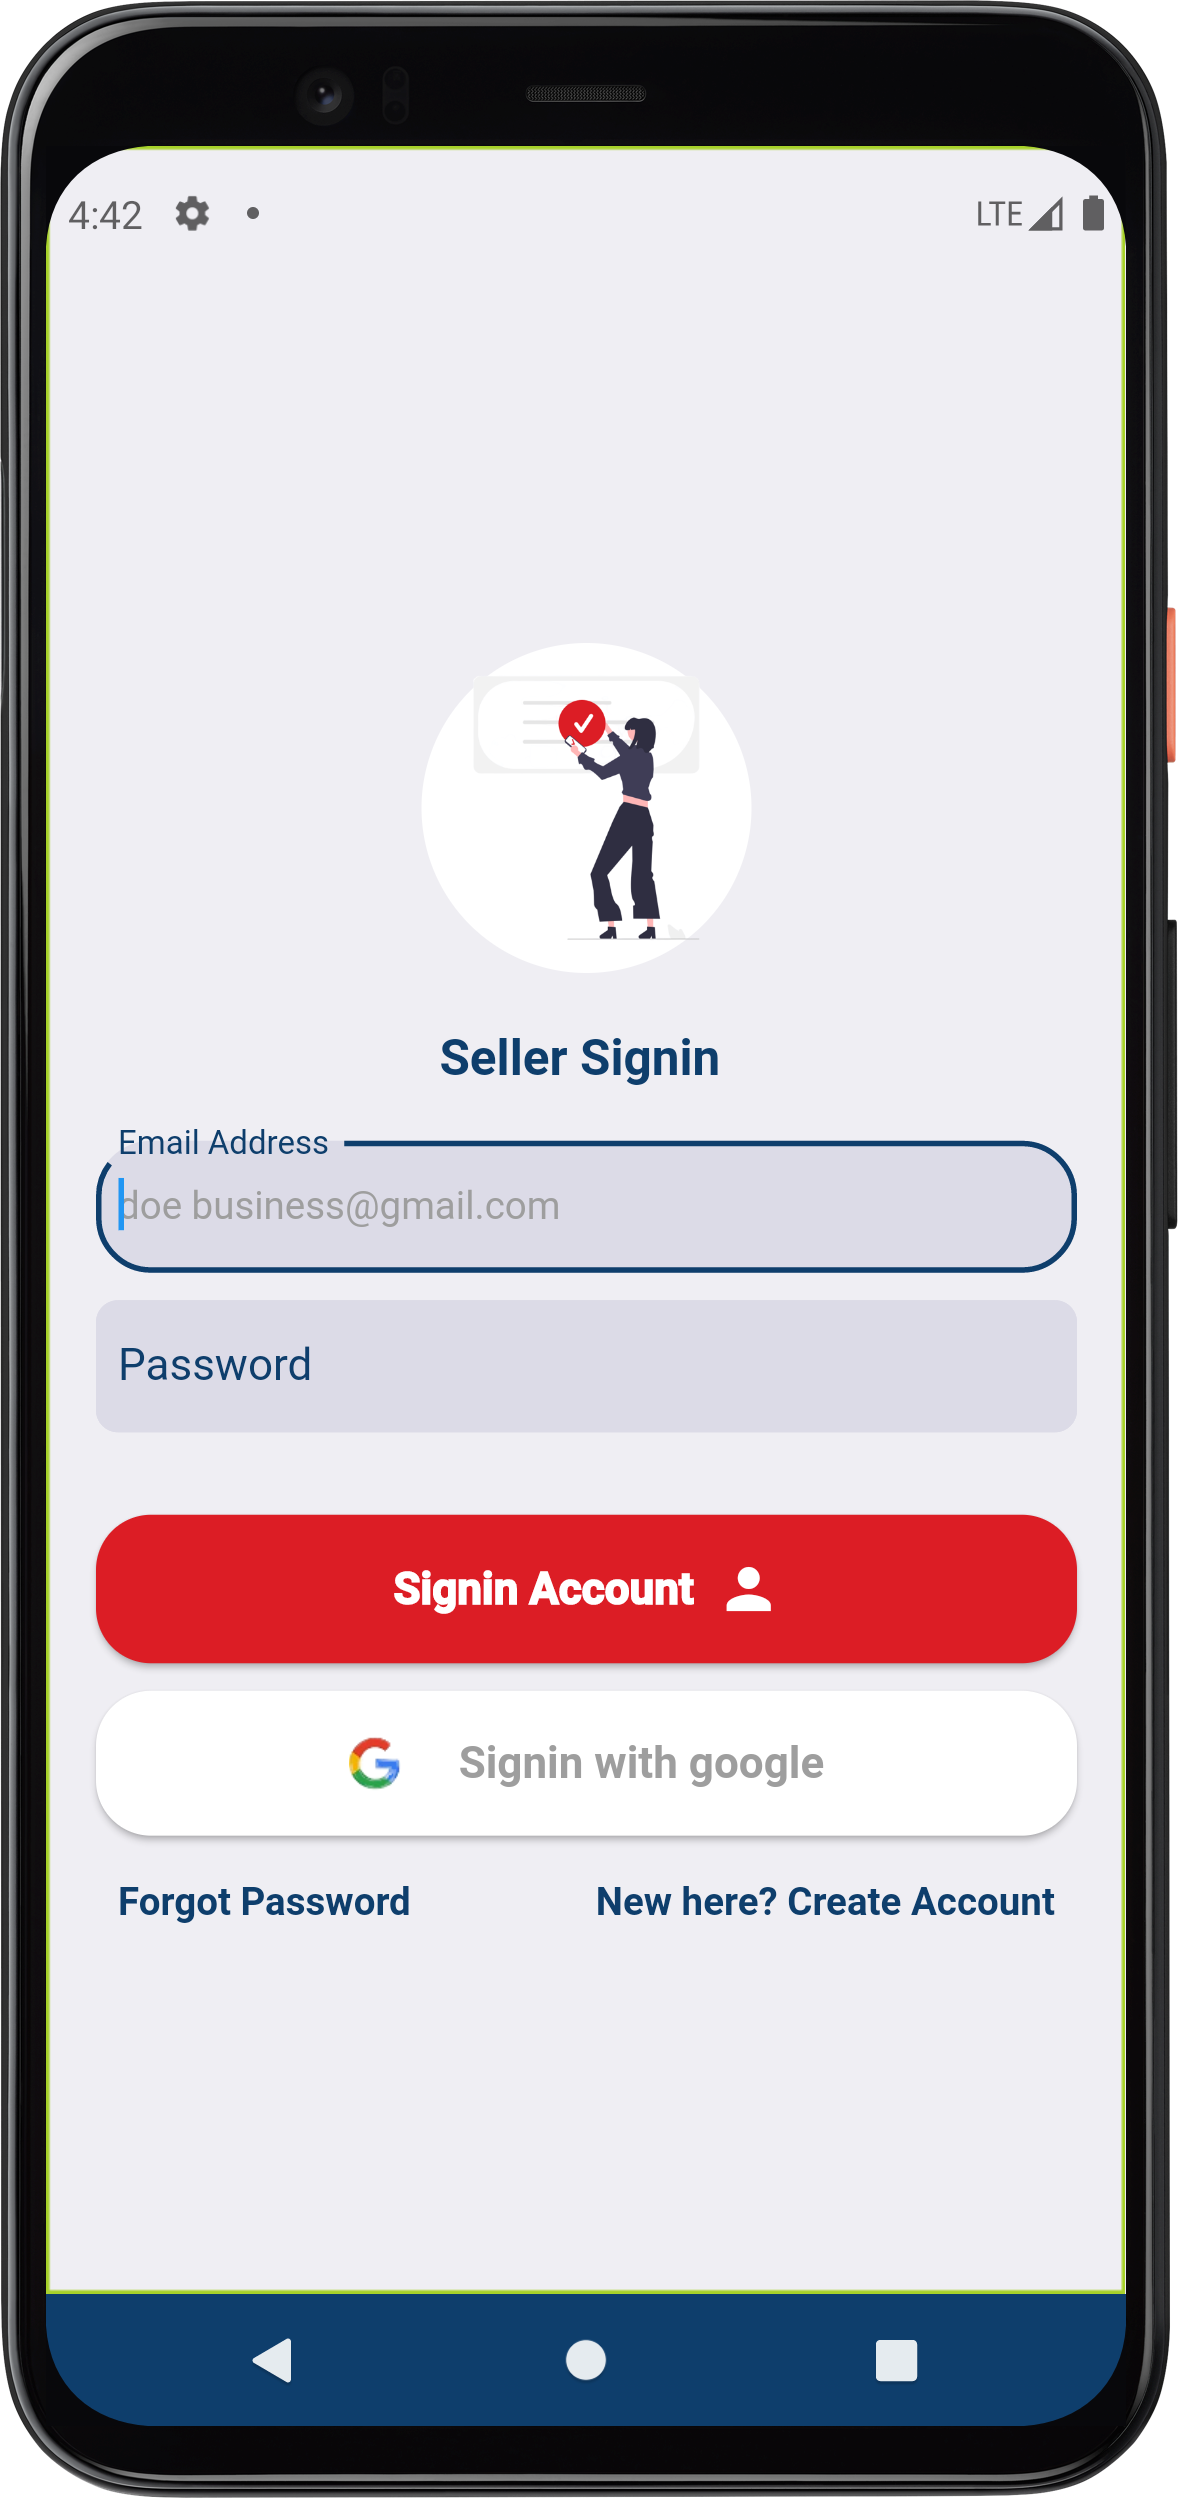 4:42
LTE
Seller Signin
Email Address
doe business@gmail.com
Password
Signin Account
Signin with google
Forgot Password
New here? Create Account